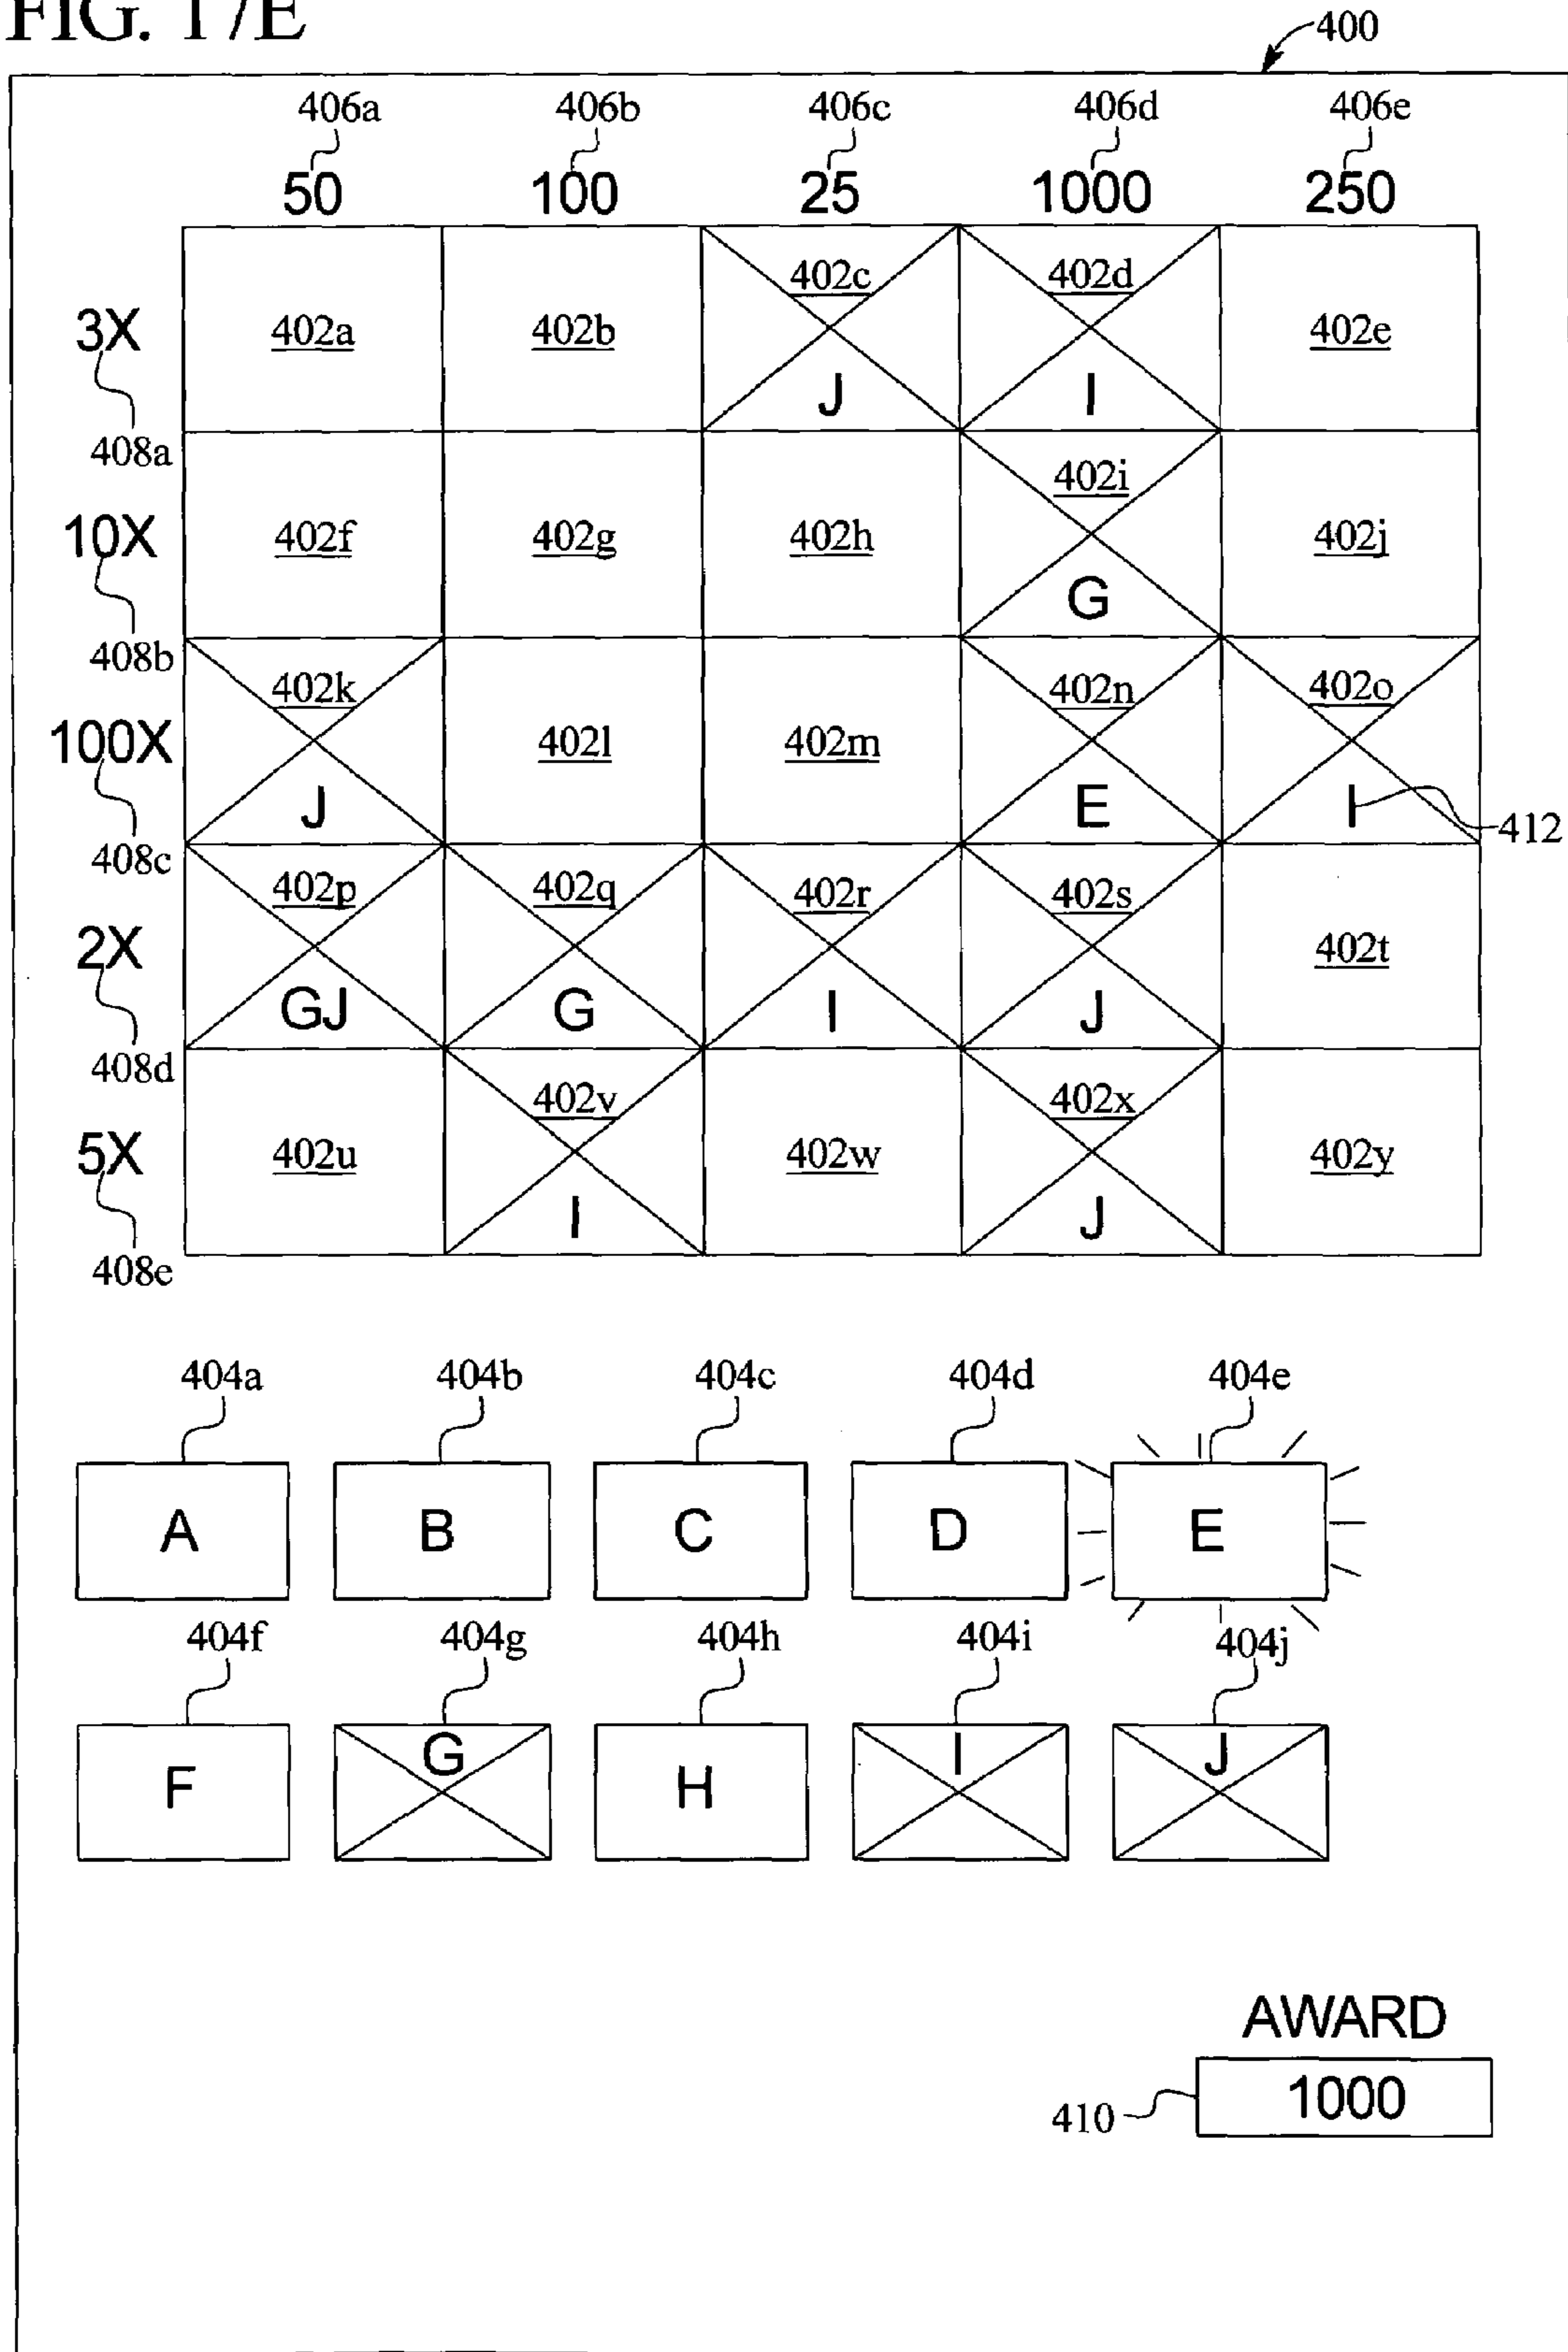 FIG. 17E
400
406a 406b 406c 406d 406e
50 100 25 1000 250
3X 402a 402b 402c J 402d I 402e
408a
10X 402f 402g 402h 402i G 402j
408b
100X 402k J 402l 402m 402n E 402o I 412
408c
2X 402p GJ 402q G 402r I 402s J 402t
408d
5X 402u 402v I 402w 402x J 402y
408e
404a 404b 404c 404d 404e
A B C D E
404f 404g 404h 404i 404j
F G H I J
AWARD
410 1000